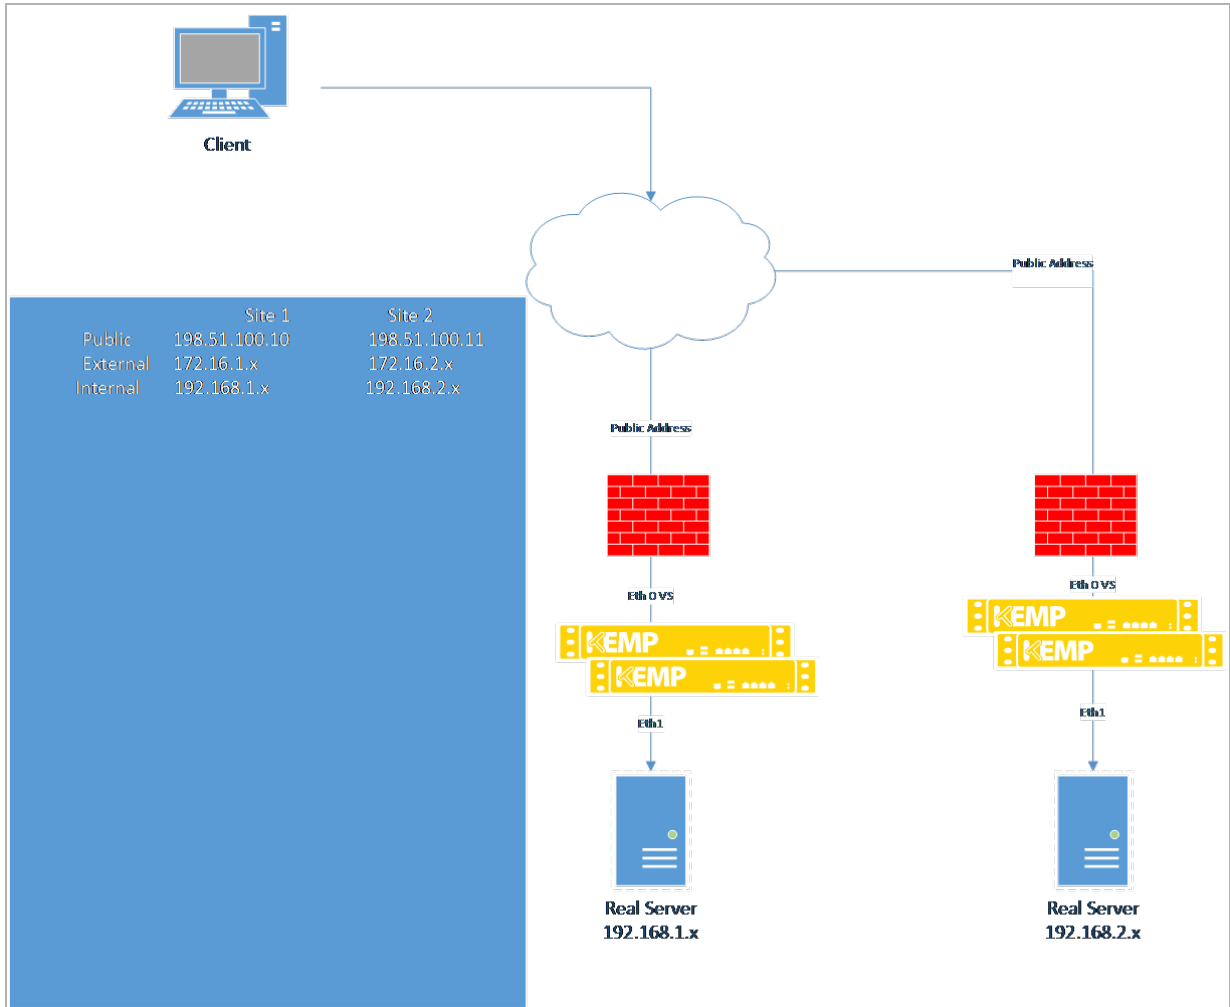 Client
Public Address
Site 1 Site 2
Public 198.51.100.10 198.51.100.11
External 172.16.1.x 172.16.2.x
Internal 192.168.1.x 192.168.2.x
Public Address
Eth 0 VS
Eth 0 VS
KEMP
KEMP
KEMP
KEMP
Eth1
Eth1
Real Server
192.168.1.x
Real Server
192.168.2.x